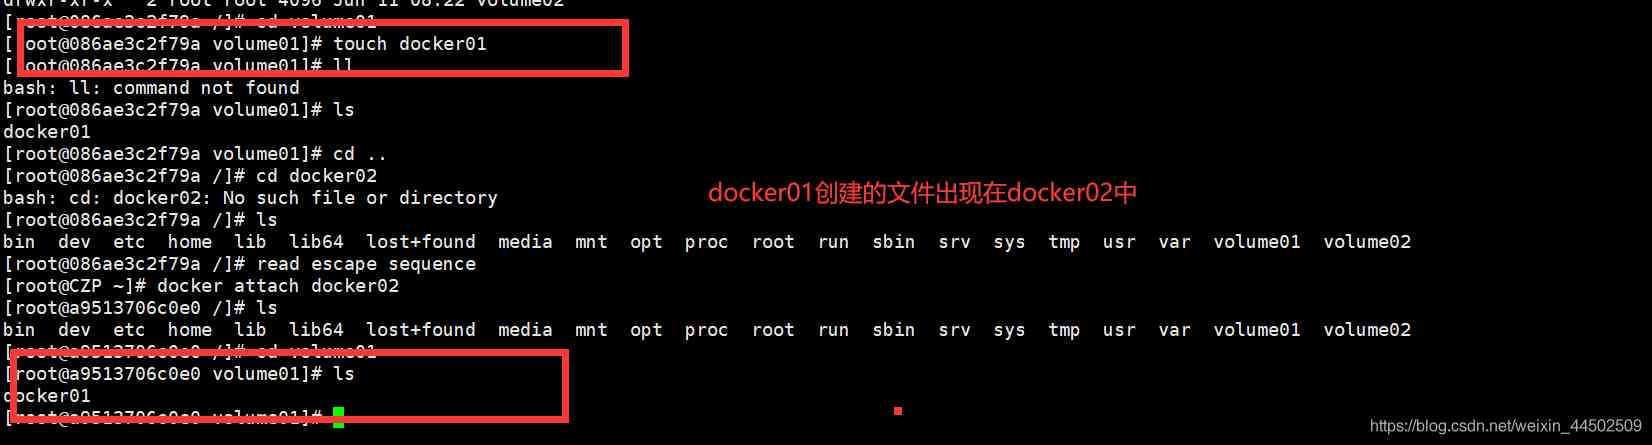 drwxr-xr-x   2 root root 4096 Jun 11 08:22 volume02
[root@086ae3c2f79a /]# cd volume01
[root@086ae3c2f79a volume01]# touch docker01
[root@086ae3c2f79a volume01]# ll
bash: ll: command not found
[root@086ae3c2f79a volume01]# ls
docker01
[root@086ae3c2f79a volume01]# cd ..
[root@086ae3c2f79a /]# cd docker02
bash: cd: docker02: No such file or directory
docker01创建的文件出现在docker02中
[root@086ae3c2f79a /]# ls
bin  dev  etc  home  lib  lib64  lost+found  media  mnt  opt  proc  root  run  sbin  srv  sys  tmp  usr  var  volume01  volume02
[root@086ae3c2f79a /]# read escape sequence
[root@CZP ~]# docker attach docker02
[root@a9513706c0e0 /]# ls
bin  dev  etc  home  lib  lib64  lost+found  media  mnt  opt  proc  root  run  sbin  srv  sys  tmp  usr  var  volume01  volume02
[root@a9513706c0e0 /]# cd volume01
[root@a9513706c0e0 volume01]# ls
docker01
[root@a9513706c0e0 volume01]#
https://blog.csdn.net/weixin_44502509